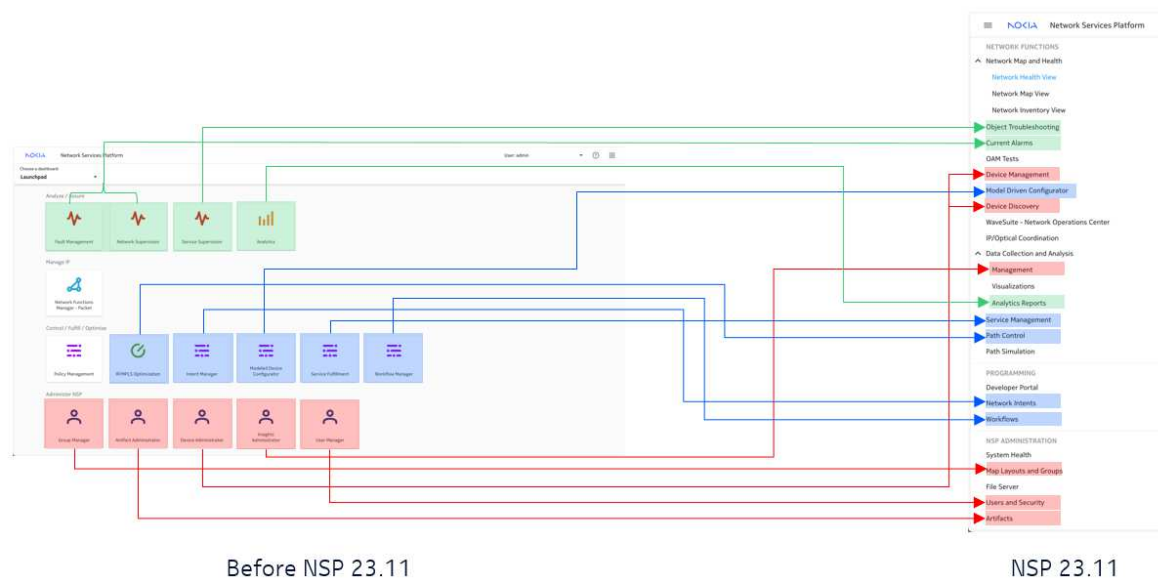 NOKIA Network Services Platform
User: admin
Choose a dashboard
Launchpad
Analyze / Assure
Fault Management
Network Supervision
Service Supervision
Analytics
Manage IP
Network Functions
Manager - Packet
Control / Fulfill / Optimize
Policy Management
IP/MPLS Optimization
Intent Manager
Modeled Device
Configurator
Service Fulfillment
Workflow Manager
Administer NSP
Group Manager
Artifact Administrator
Device Administrator
Insights
Administrator
User Manager
Before NSP 23.11
NOKIA Network Services Platform
NETWORK FUNCTIONS
Network Map and Health
Network Health View
Network Map View
Network Inventory View
Object Troubleshooting
Current Alarms
OAM Tests
Device Management
Model Driven Configurator
Device Discovery
WaveSuite - Network Operations Center
IP/Optical Coordination
Data Collection and Analysis
Management
Visualizations
Analytics Reports
Service Management
Path Control
Path Simulation
PROGRAMMING
Developer Portal
Network Intents
Workflows
NSP ADMINISTRATION
System Health
Map Layouts and Groups
File Server
Users and Security
Artifacts
NSP 23.11